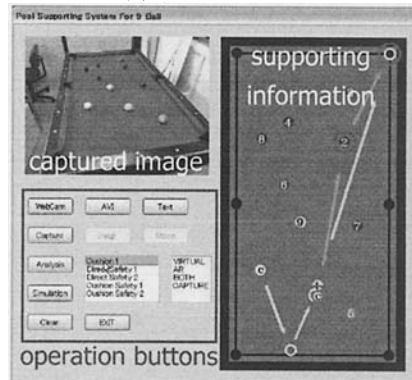 Pool Supporting System For 9 Ball
captured image
supporting
information
WebCam AVI Text
Capture
Analysis
Simulation
Clear EXIT
Cushion 1
Direct Safety 1
Direct Safety 2
Cushion Safety 1
Cushion Safety 2
VIRTUAL
AR
BOTH
CAPTURE
operation buttons
4
8
2
6
9
7